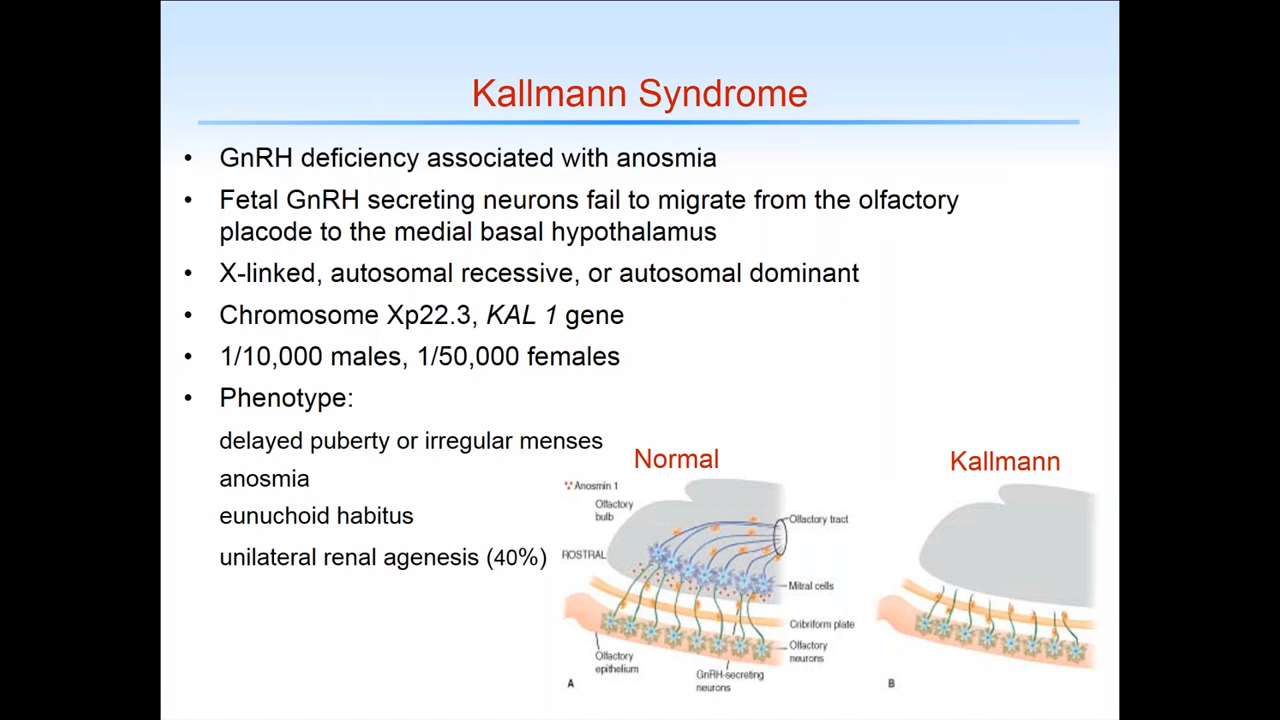 Kallmann Syndrome
• GnRH deficiency associated with anosmia
• Fetal GnRH secreting neurons fail to migrate from the olfactory
placode to the medial basal hypothalamus
• X-linked, autosomal recessive, or autosomal dominant
• Chromosome Xp22.3, KAL 1 gene
• 1/10,000 males, 1/50,000 females
• Phenotype:
delayed puberty or irregular menses
anosmia
eunuchoid habitus
unilateral renal agenesis (40%)
Normal
Anosmin 1
Olfactory
bulb
ROSTRAL
Olfactory tract
Mitral cells
Cribriform plate
Olfactory
neurons
Olfactory
epithelium
GnRH-secreting
neurons
A
Kallmann
B